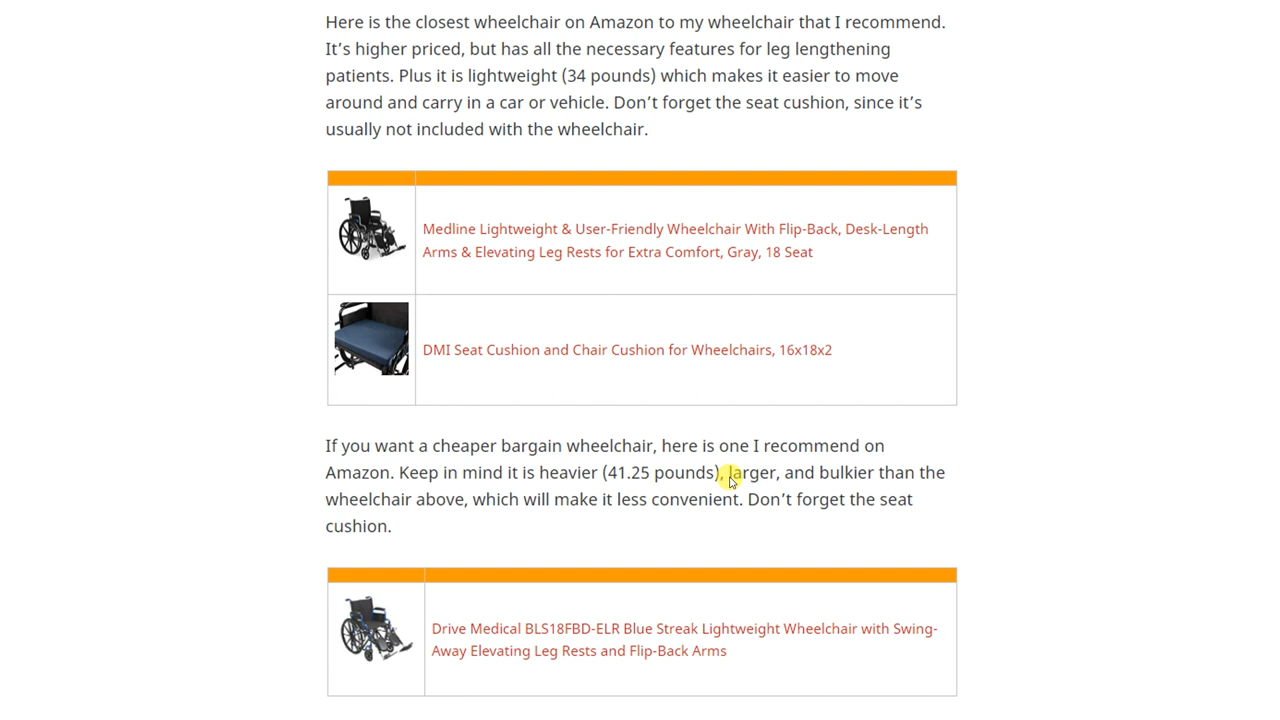 Here is the closest wheelchair on Amazon to my wheelchair that I recommend.
It’s higher priced, but has all the necessary features for leg lengthening
patients. Plus it is lightweight (34 pounds) which makes it easier to move
around and carry in a car or vehicle. Don’t forget the seat cushion, since it’s
usually not included with the wheelchair.
Medline Lightweight & User-Friendly Wheelchair With Flip-Back, Desk-Length
Arms & Elevating Leg Rests for Extra Comfort, Gray, 18 Seat
DMI Seat Cushion and Chair Cushion for Wheelchairs, 16x18x2
If you want a cheaper bargain wheelchair, here is one I recommend on
Amazon. Keep in mind it is heavier (41.25 pounds), larger, and bulkier than the
wheelchair above, which will make it less convenient. Don’t forget the seat
cushion.
Drive Medical BLS18FBD-ELR Blue Streak Lightweight Wheelchair with Swing-
Away Elevating Leg Rests and Flip-Back Arms